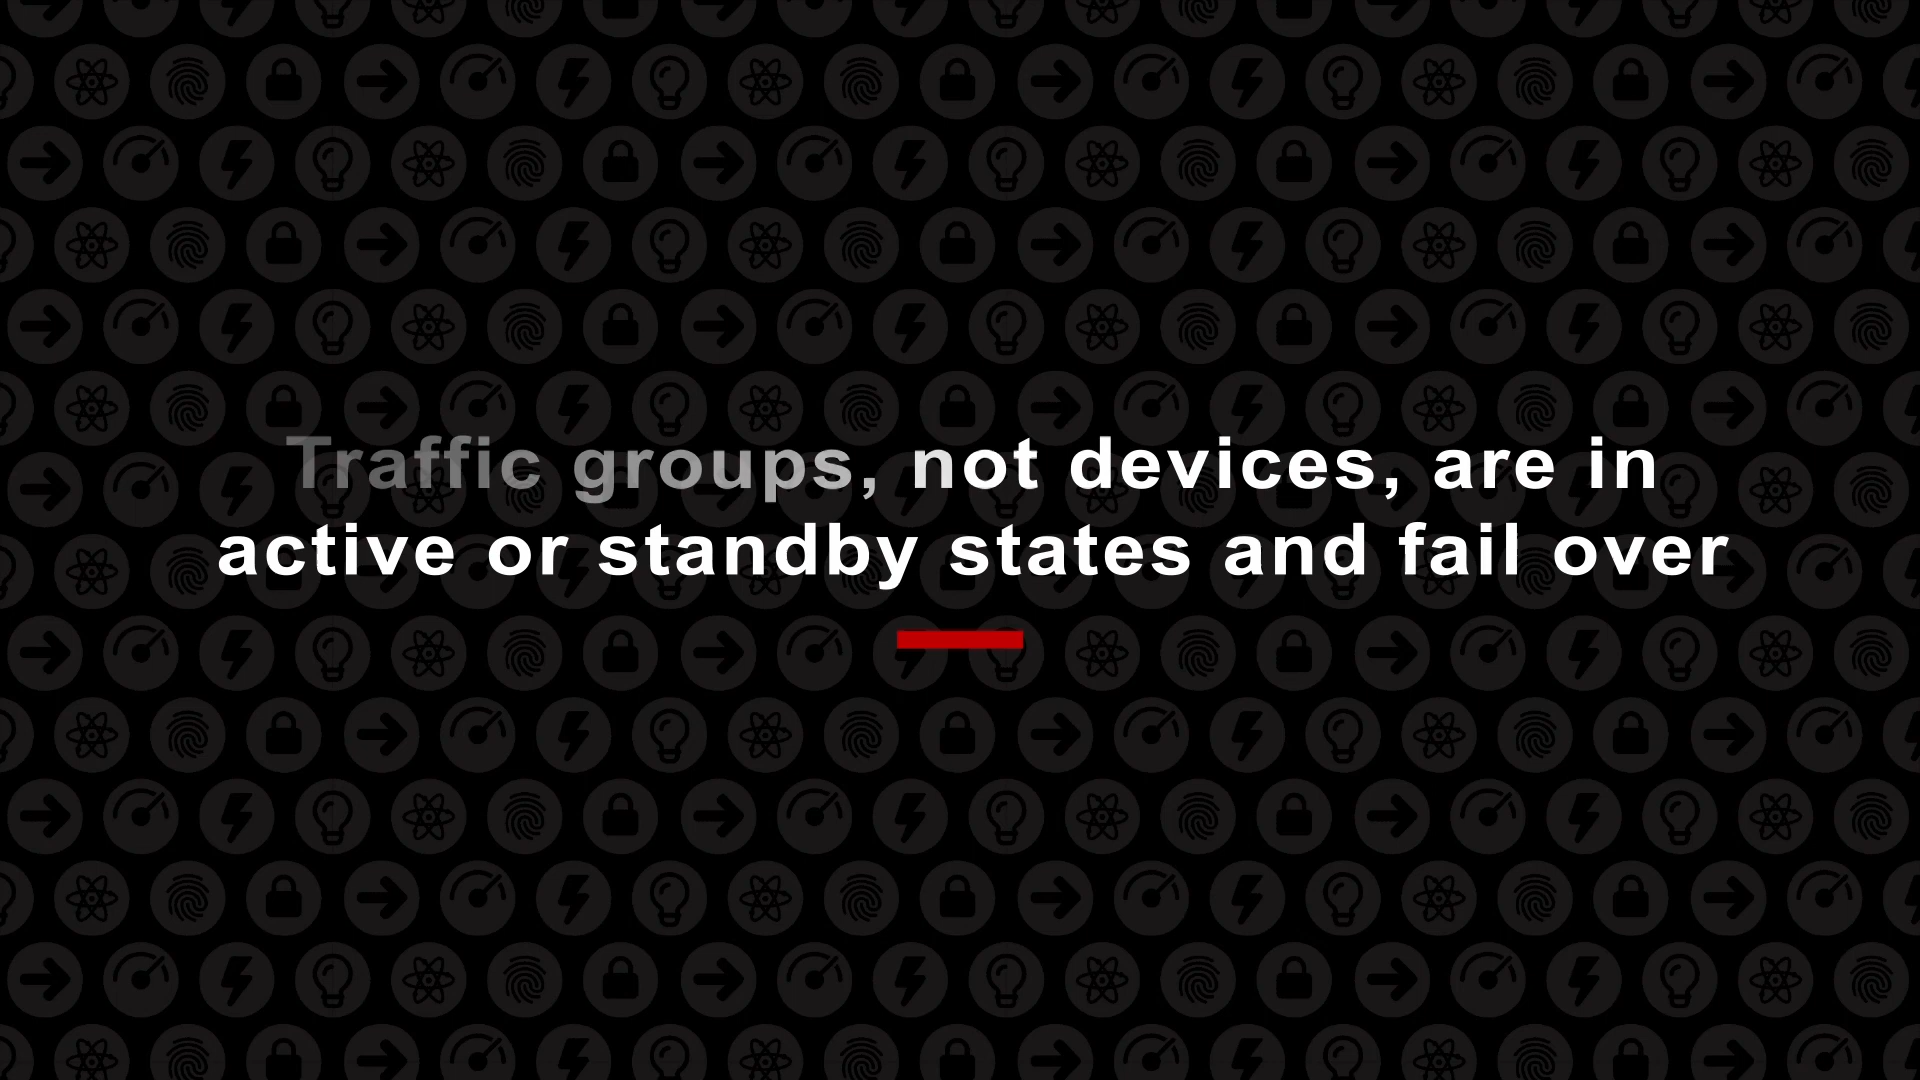 Traffic groups, not devices, are in
active or standby states and fail over